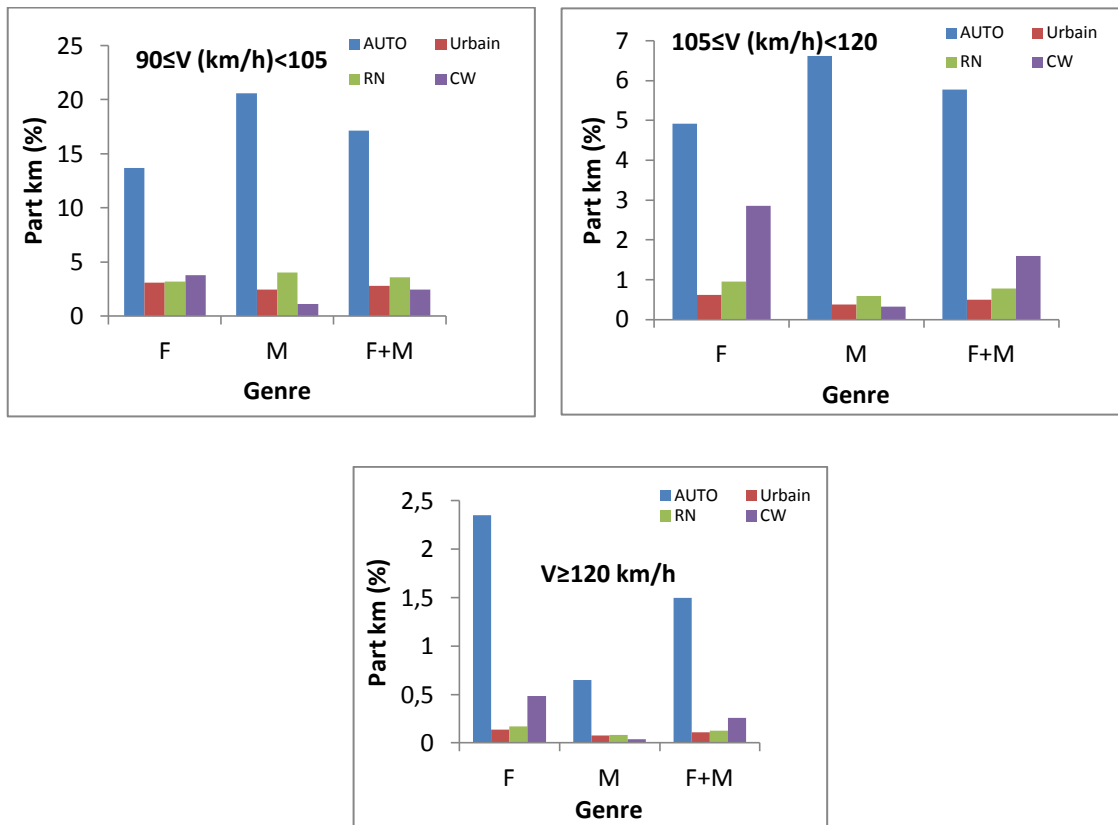 90≤V (km/h)<105
AUTO Urbain
RN CW
25
20
15
10
5
0
Part km (%)
F M F+M
Genre
105≤V (km/h)<120
AUTO Urbain
RN CW
7
6
5
4
3
2
1
0
Part km (%)
F M F+M
Genre
AUTO Urbain
RN CW
V≥120 km/h
2,5
2
1,5
1
0,5
0
Part km (%)
F M F+M
Genre